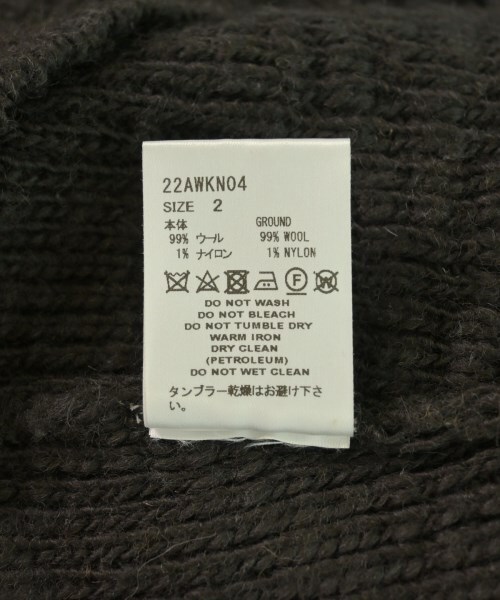 22AWKN04
SIZE 2
本体 GROUND
99% ウール 99% WOOL
1% ナイロン 1% NYLON
DO NOT WASH
DO NOT BLEACH
DO NOT TUMBLE DRY
WARM IRON
DRY CLEAN
(PETROLEUM)
DO NOT WET CLEAN
タンブラー乾燥はお避け下さ
い。